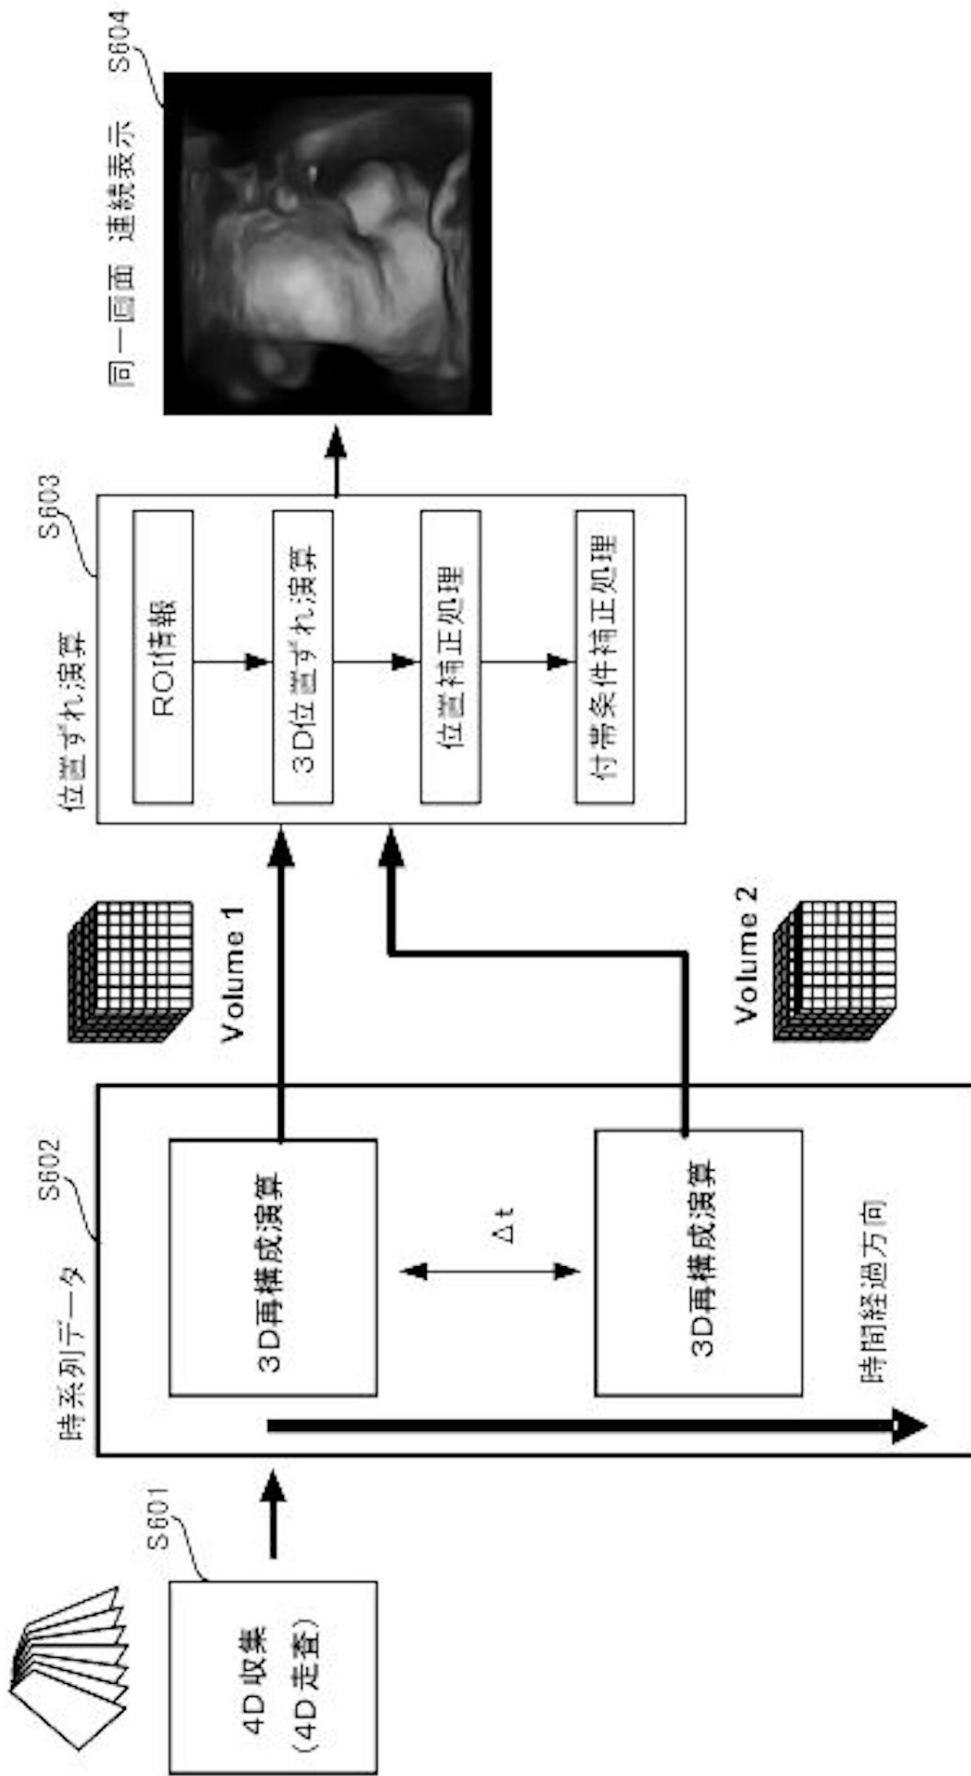 S601
4D収集
(4D走査)
時系列データ
S602
3D再構成演算
Δt
3D再構成演算
時間経過方向
Volume 1
Volume 2
位置ずれ演算
S603
ROI情報
3D位置ずれ演算
位置補正処理
付帯条件補正処理
同一画面 連続表示
S604